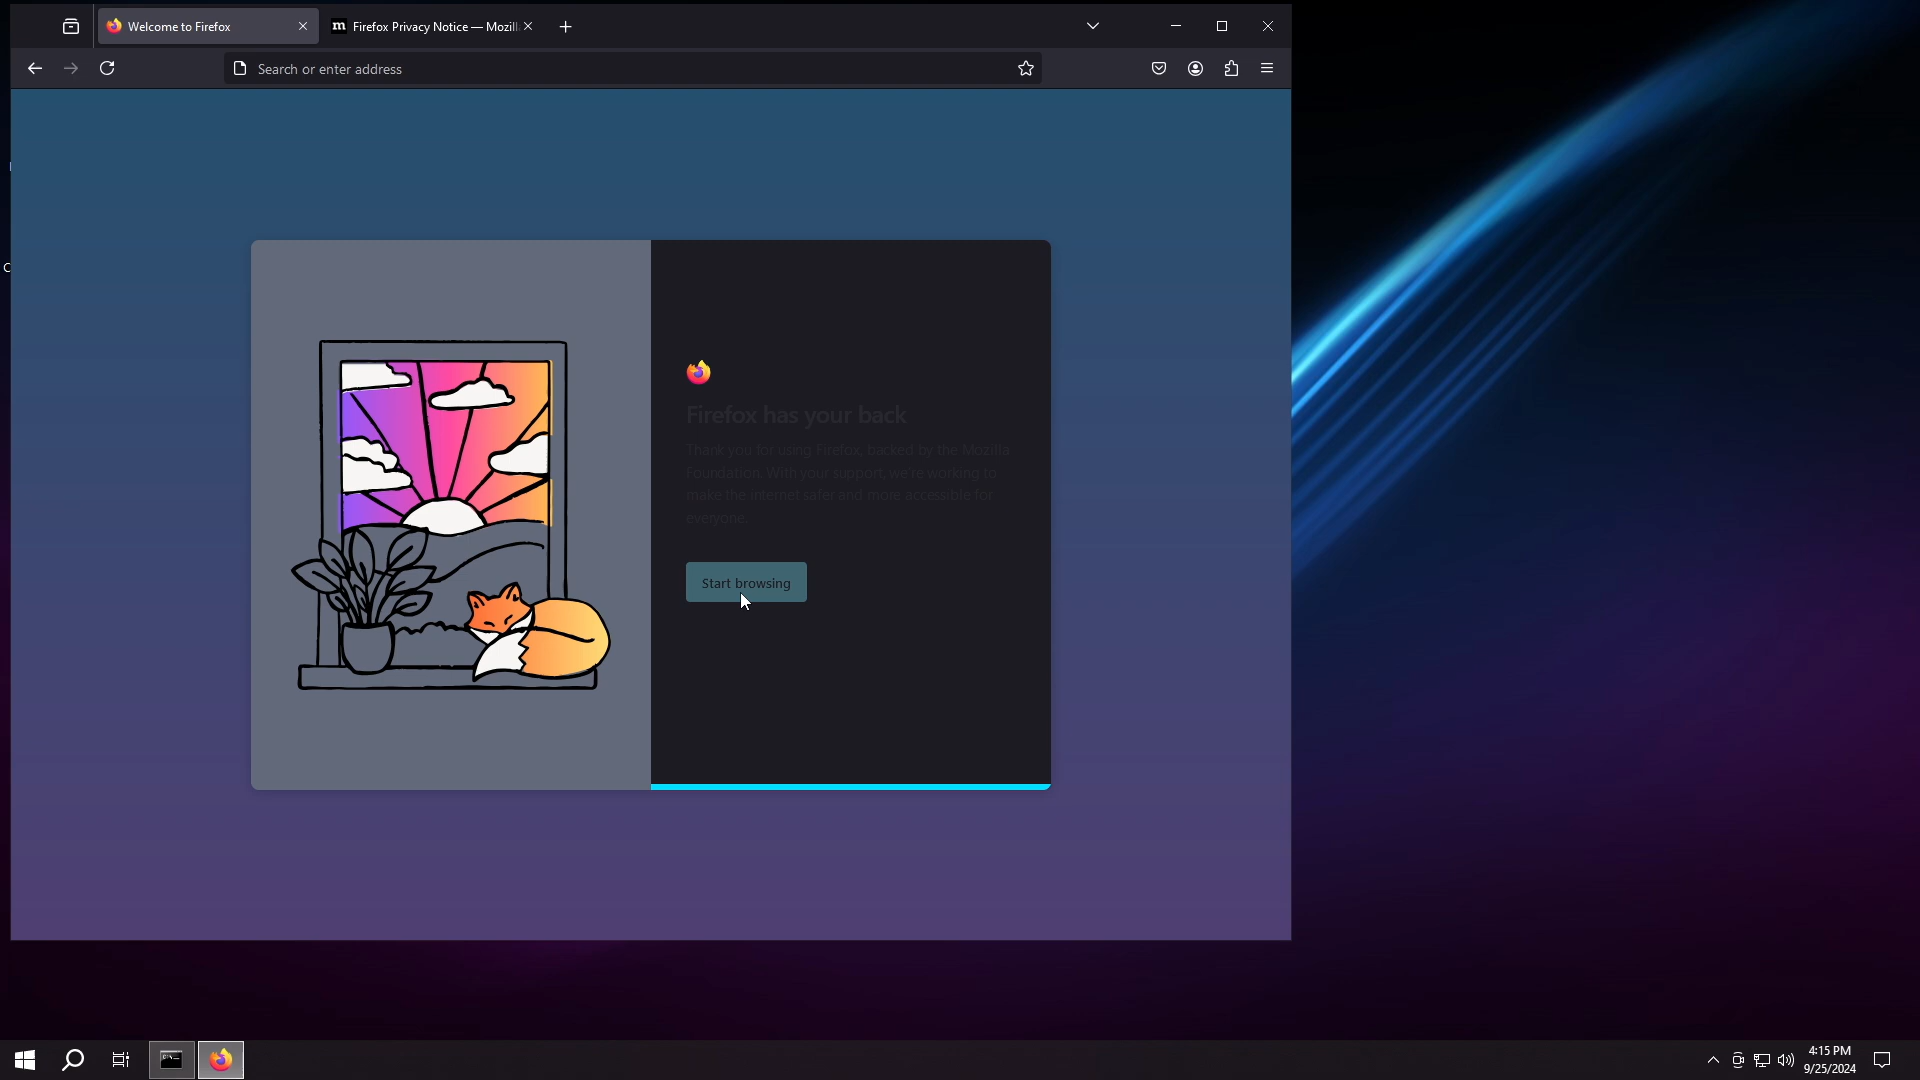 Welcome to Firefox
Firefox Privacy Notice — Mozill
Search or enter address
Firefox has your back
Thank you for using Firefox, backed by the Mozilla
Foundation. With your support, we're working to
make the internet safer and more accessible for
everyone.
Start browsing
4:15 PM
9/25/2024